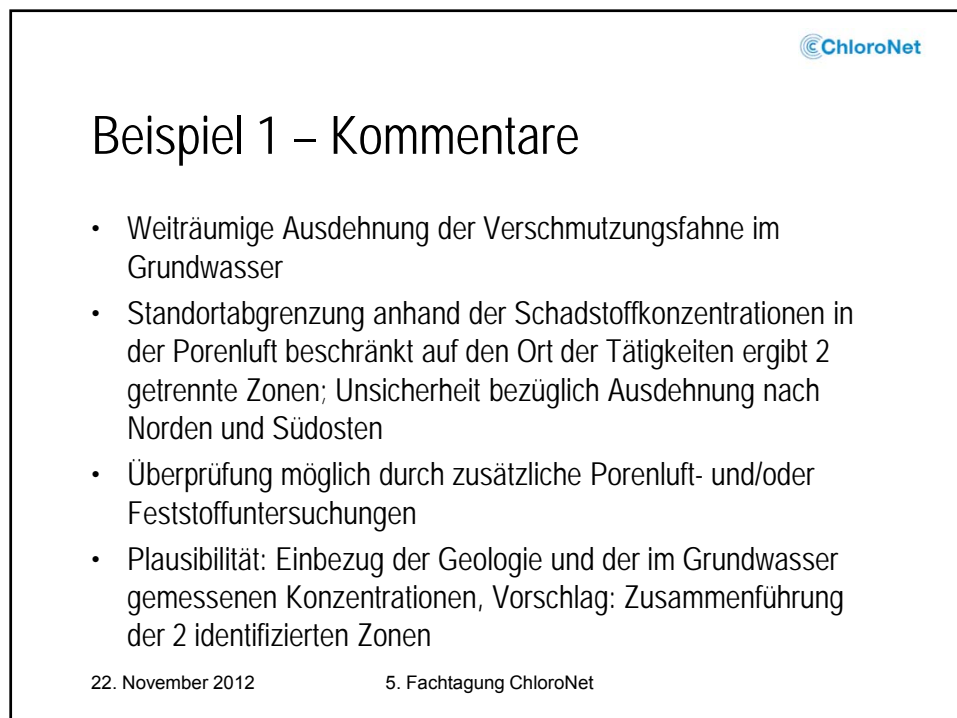 ChloroNet
Beispiel 1 – Kommentare
• Weiträumige Ausdehnung der Verschmutzungsfahne im
Grundwasser
• Standortabgrenzung anhand der Schadstoffkonzentrationen in
der Porenluft beschränkt auf den Ort der Tätigkeiten ergibt 2
getrennte Zonen; Unsicherheit bezüglich Ausdehnung nach
Norden und Südosten
• Überprüfung möglich durch zusätzliche Porenluft- und/oder
Feststoffuntersuchungen
• Plausibilität: Einbezug der Geologie und der im Grundwasser
gemessenen Konzentrationen, Vorschlag: Zusammenführung
der 2 identifizierten Zonen
22. November 2012 5. Fachtagung ChloroNet